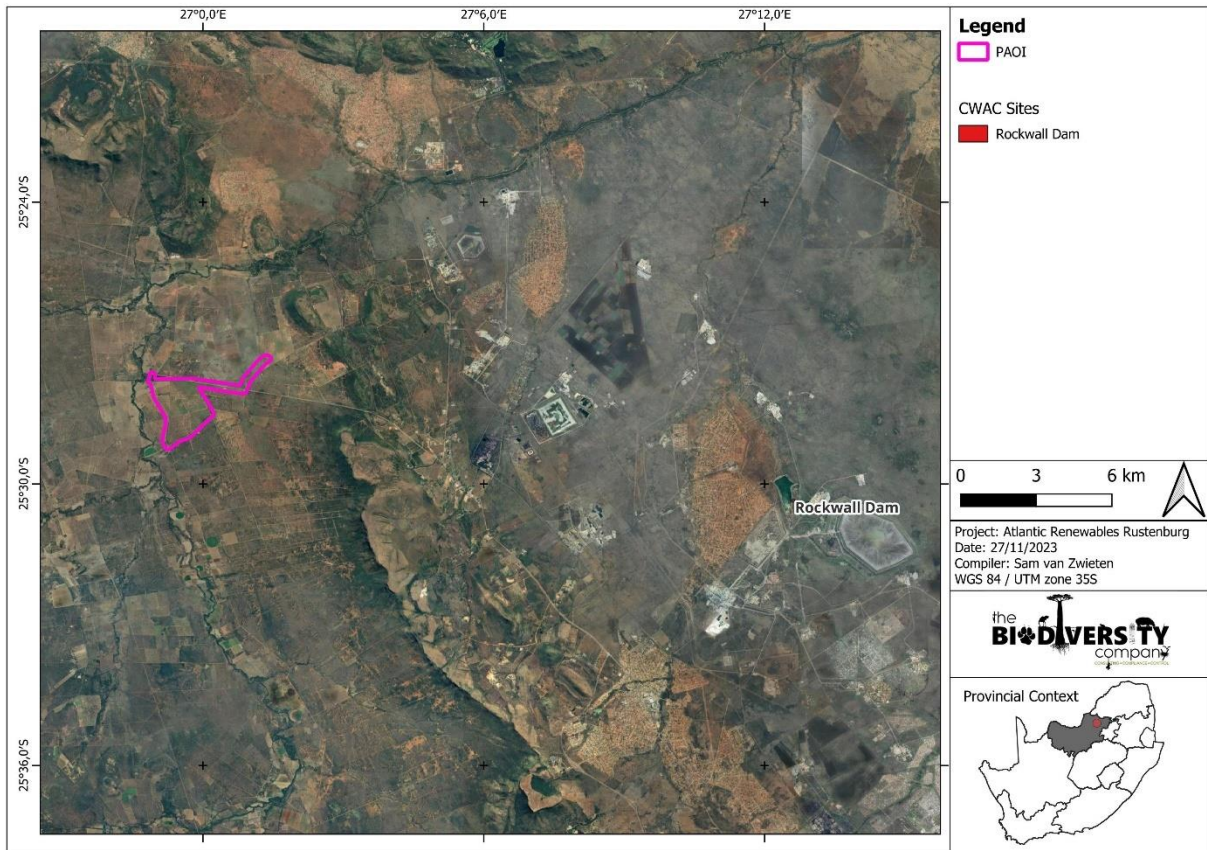 27°0,0'E
27°6,0'E
27°12,0'E
25°24,0'S
25°30,0'S
25°36,0'S
Rockwall Dam
Legend
PAOI
CWAC Sites
Rockwall Dam
0 3 6 km
Project: Atlantic Renewables Rustenburg
Date: 27/11/2023
Compiler: Sam van Zwieten
WGS 84 / UTM zone 35S
the
BIODIVERSITY
company
Provincial Context